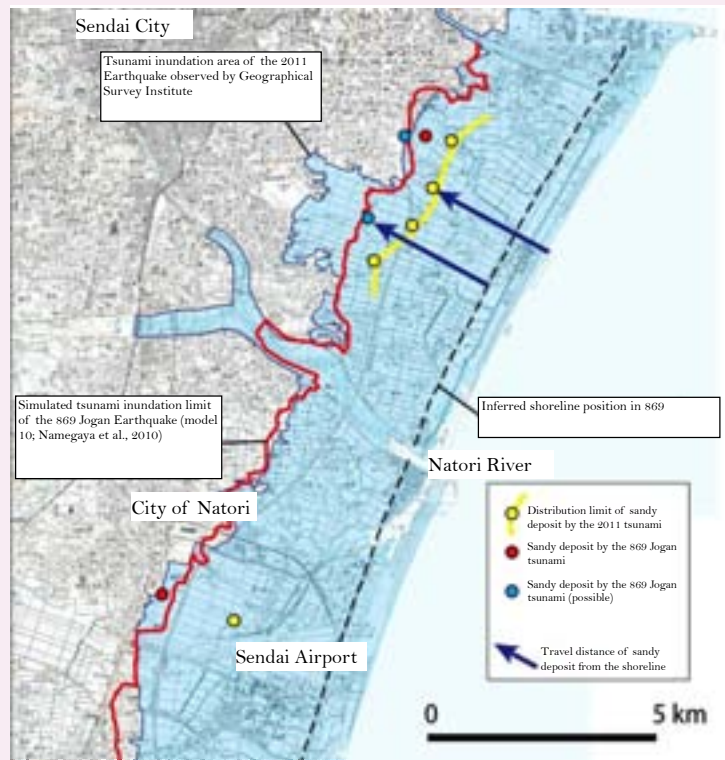 Sendai City
Tsunami inundation area of the 2011
Earthquake observed by Geographical
Survey Institute
Simulated tsunami inundation limit
of the 869 Jogan Earthquake (model
10; Namegaya et al., 2010)
Inferred shoreline position in 869
Natori River
City of Natori
Sendai Airport
Distribution limit of sandy
deposit by the 2011 tsunami
Sandy deposit by the 869 Jogan
tsunami
Sandy deposit by the 869 Jogan
tsunami (possible)
Travel distance of sandy
deposit from the shoreline
0 5 km